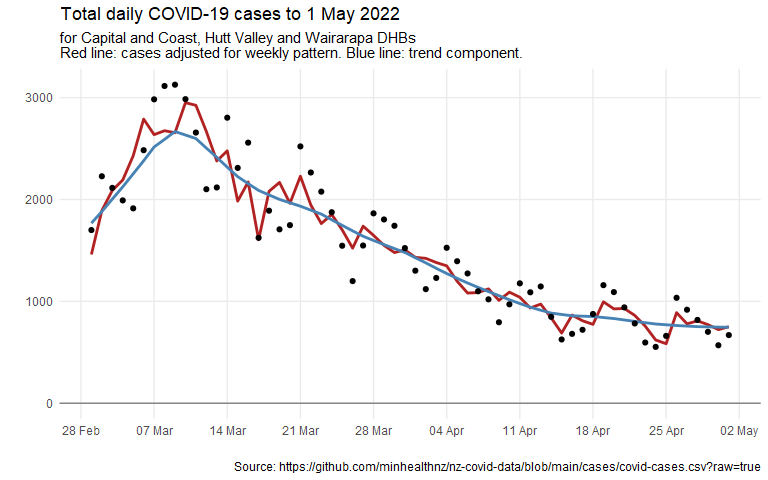 Total daily COVID-19 cases to 1 May 2022
for Capital and Coast, Hutt Valley and Wairarapa DHBs
Red line: cases adjusted for weekly pattern. Blue line: trend component.
3000
2000
1000
0
28 Feb 07 Mar 14 Mar 21 Mar 28 Mar 04 Apr 11 Apr 18 Apr 25 Apr 02 May
Source: https://github.com/minhealthnz/nz-covid-data/blob/main/cases/covid-cases.csv?raw=true